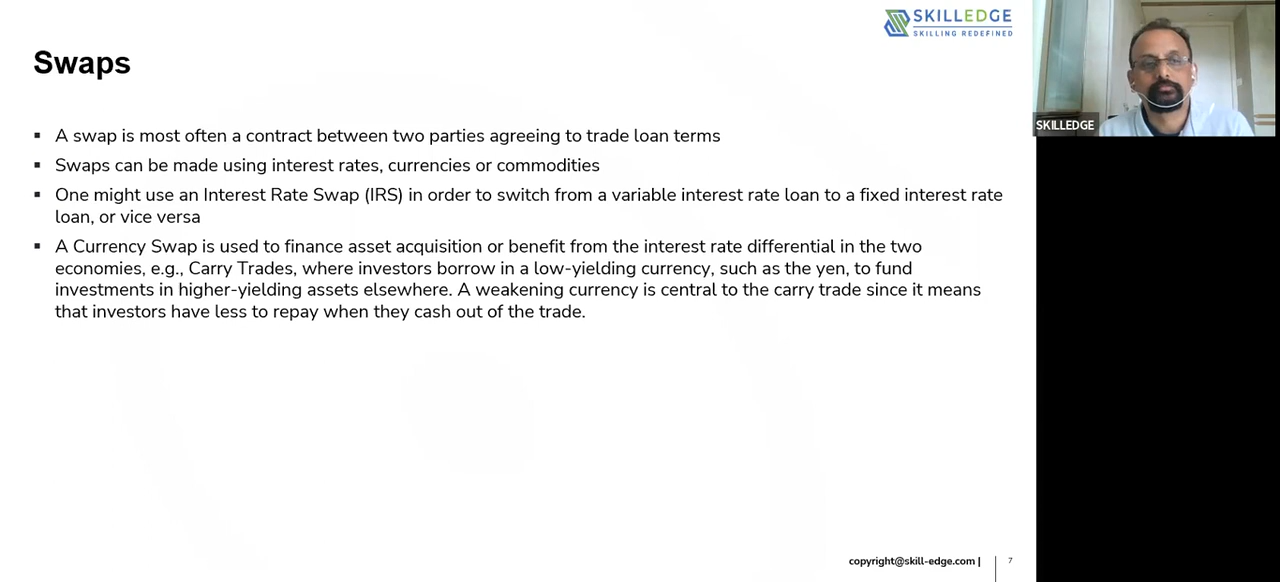 SKILLEDGE
SKILLING REDEFINED
Swaps
▪ A swap is most often a contract between two parties agreeing to trade loan terms
▪ Swaps can be made using interest rates, currencies or commodities
▪ One might use an Interest Rate Swap (IRS) in order to switch from a variable interest rate loan to a fixed interest rate
loan, or vice versa
▪ A Currency Swap is used to finance asset acquisition or benefit from the interest rate differential in the two
economies, e.g., Carry Trades, where investors borrow in a low-yielding currency, such as the yen, to fund
investments in higher-yielding assets elsewhere. A weakening currency is central to the carry trade since it means
that investors have less to repay when they cash out of the trade.
SKILLEDGE
copyright@skill-edge.com |
7